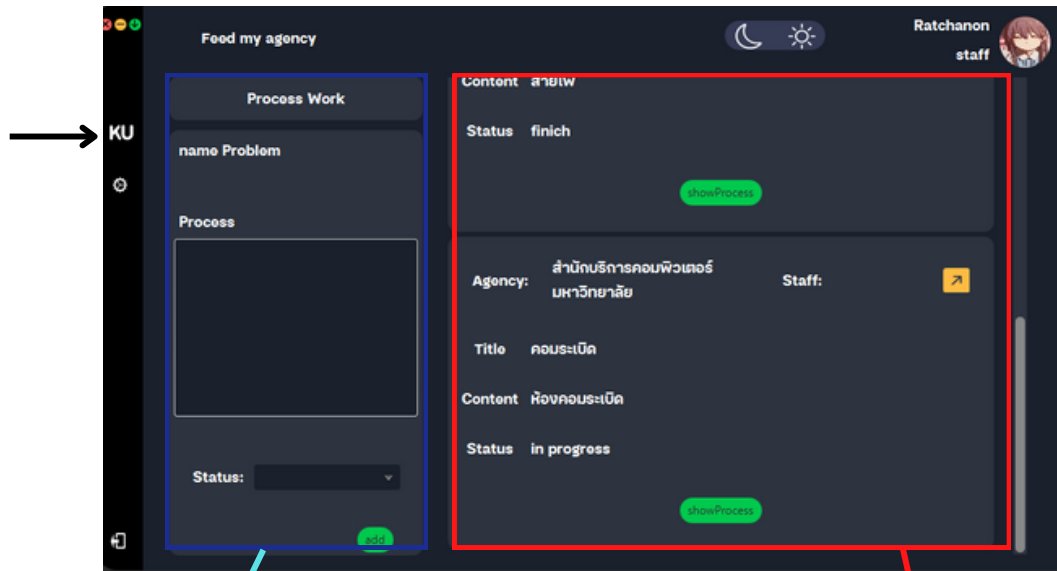 Feed my agency
Ratchanon
staff
KU
Process Work
name Problem
Process
Status:
add
Content สายไฟ
Status finich
showProcess
Agency: สำนักบริการคอมพิวเตอร์
มหาวิทยาลัย
Staff:
Title คอมระเบิด
Content ห้องคอมระเบิด
Status in progress
showProcess